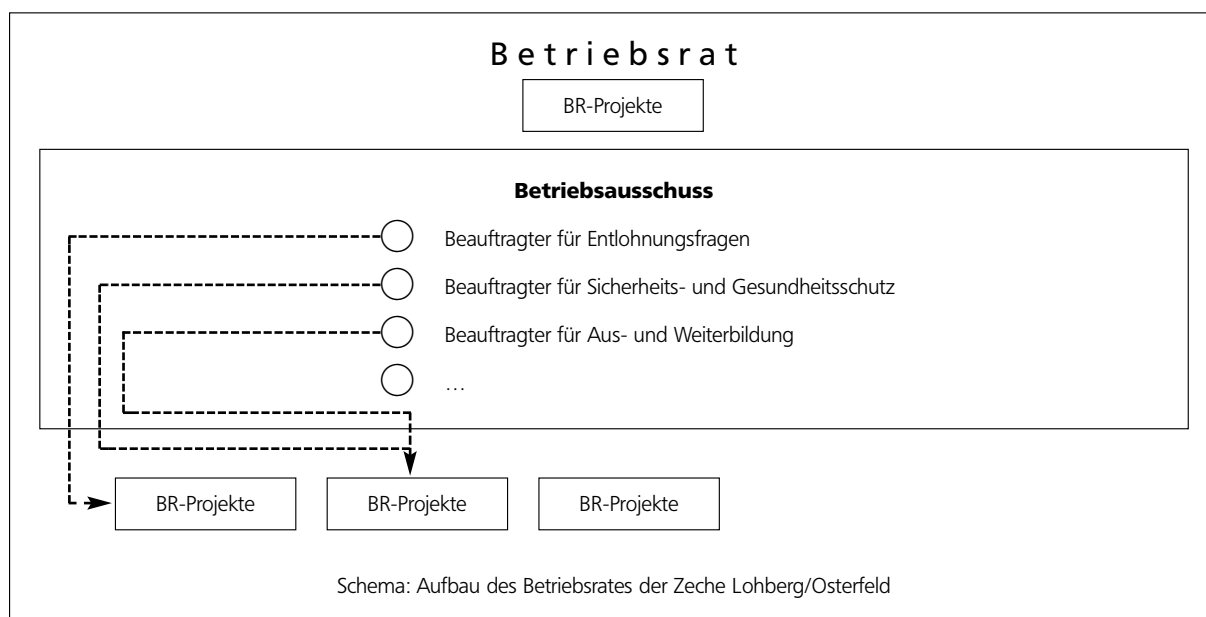 Betriebsrat
BR-Projekte
Betriebsausschuss
Beauftragter für Entlohnungsfragen
Beauftragter für Sicherheits- und Gesundheitsschutz
Beauftragter für Aus- und Weiterbildung
…
BR-Projekte
BR-Projekte
BR-Projekte
Schema: Aufbau des Betriebsrates der Zeche Lohberg/Osterfeld